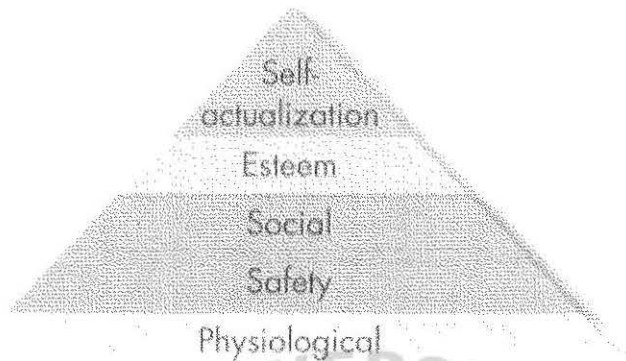 Self-
actualization
Esteem
Social
Safety
Physiological